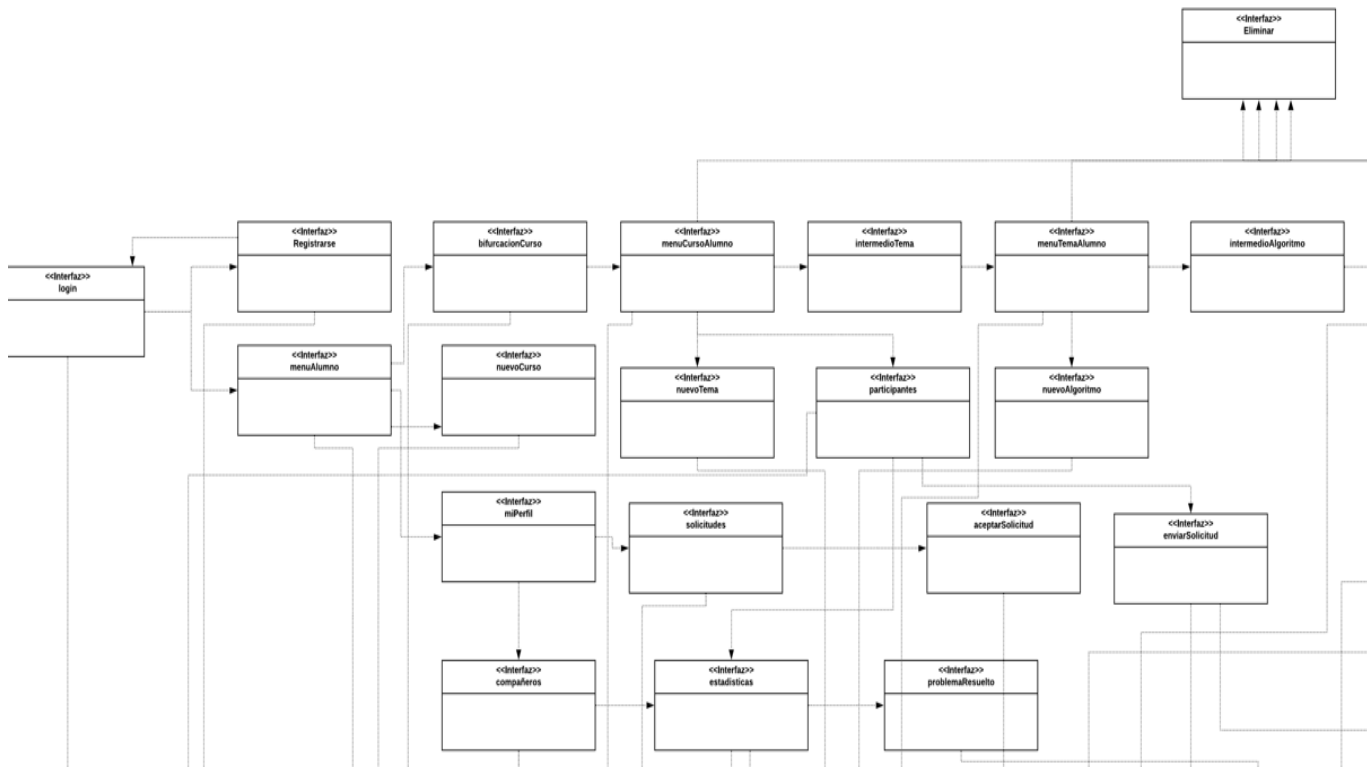 <<Interfaz>>
Eliminar
<<Interfaz>>
Registrarse
<<Interfaz>>
bifurcacionCurso
<<Interfaz>>
menuCursoAlumno
<<Interfaz>>
intermedioTema
<<Interfaz>>
menuTemaAlumno
<<Interfaz>>
intermedioAlgoritmo
<<Interfaz>>
login
<<Interfaz>>
menuAlumno
<<Interfaz>>
nuevoCurso
<<Interfaz>>
nuevoTema
<<Interfaz>>
participantes
<<Interfaz>>
nuevoAlgoritmo
<<Interfaz>>
miPerfil
<<Interfaz>>
solicitudes
<<Interfaz>>
aceptarSolicitud
<<Interfaz>>
enviarSolicitud
<<Interfaz>>
compañeros
<<Interfaz>>
estadisticas
<<Interfaz>>
problemaResuelto